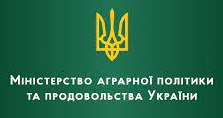 Міністерство аграрної політики
та продовольства України